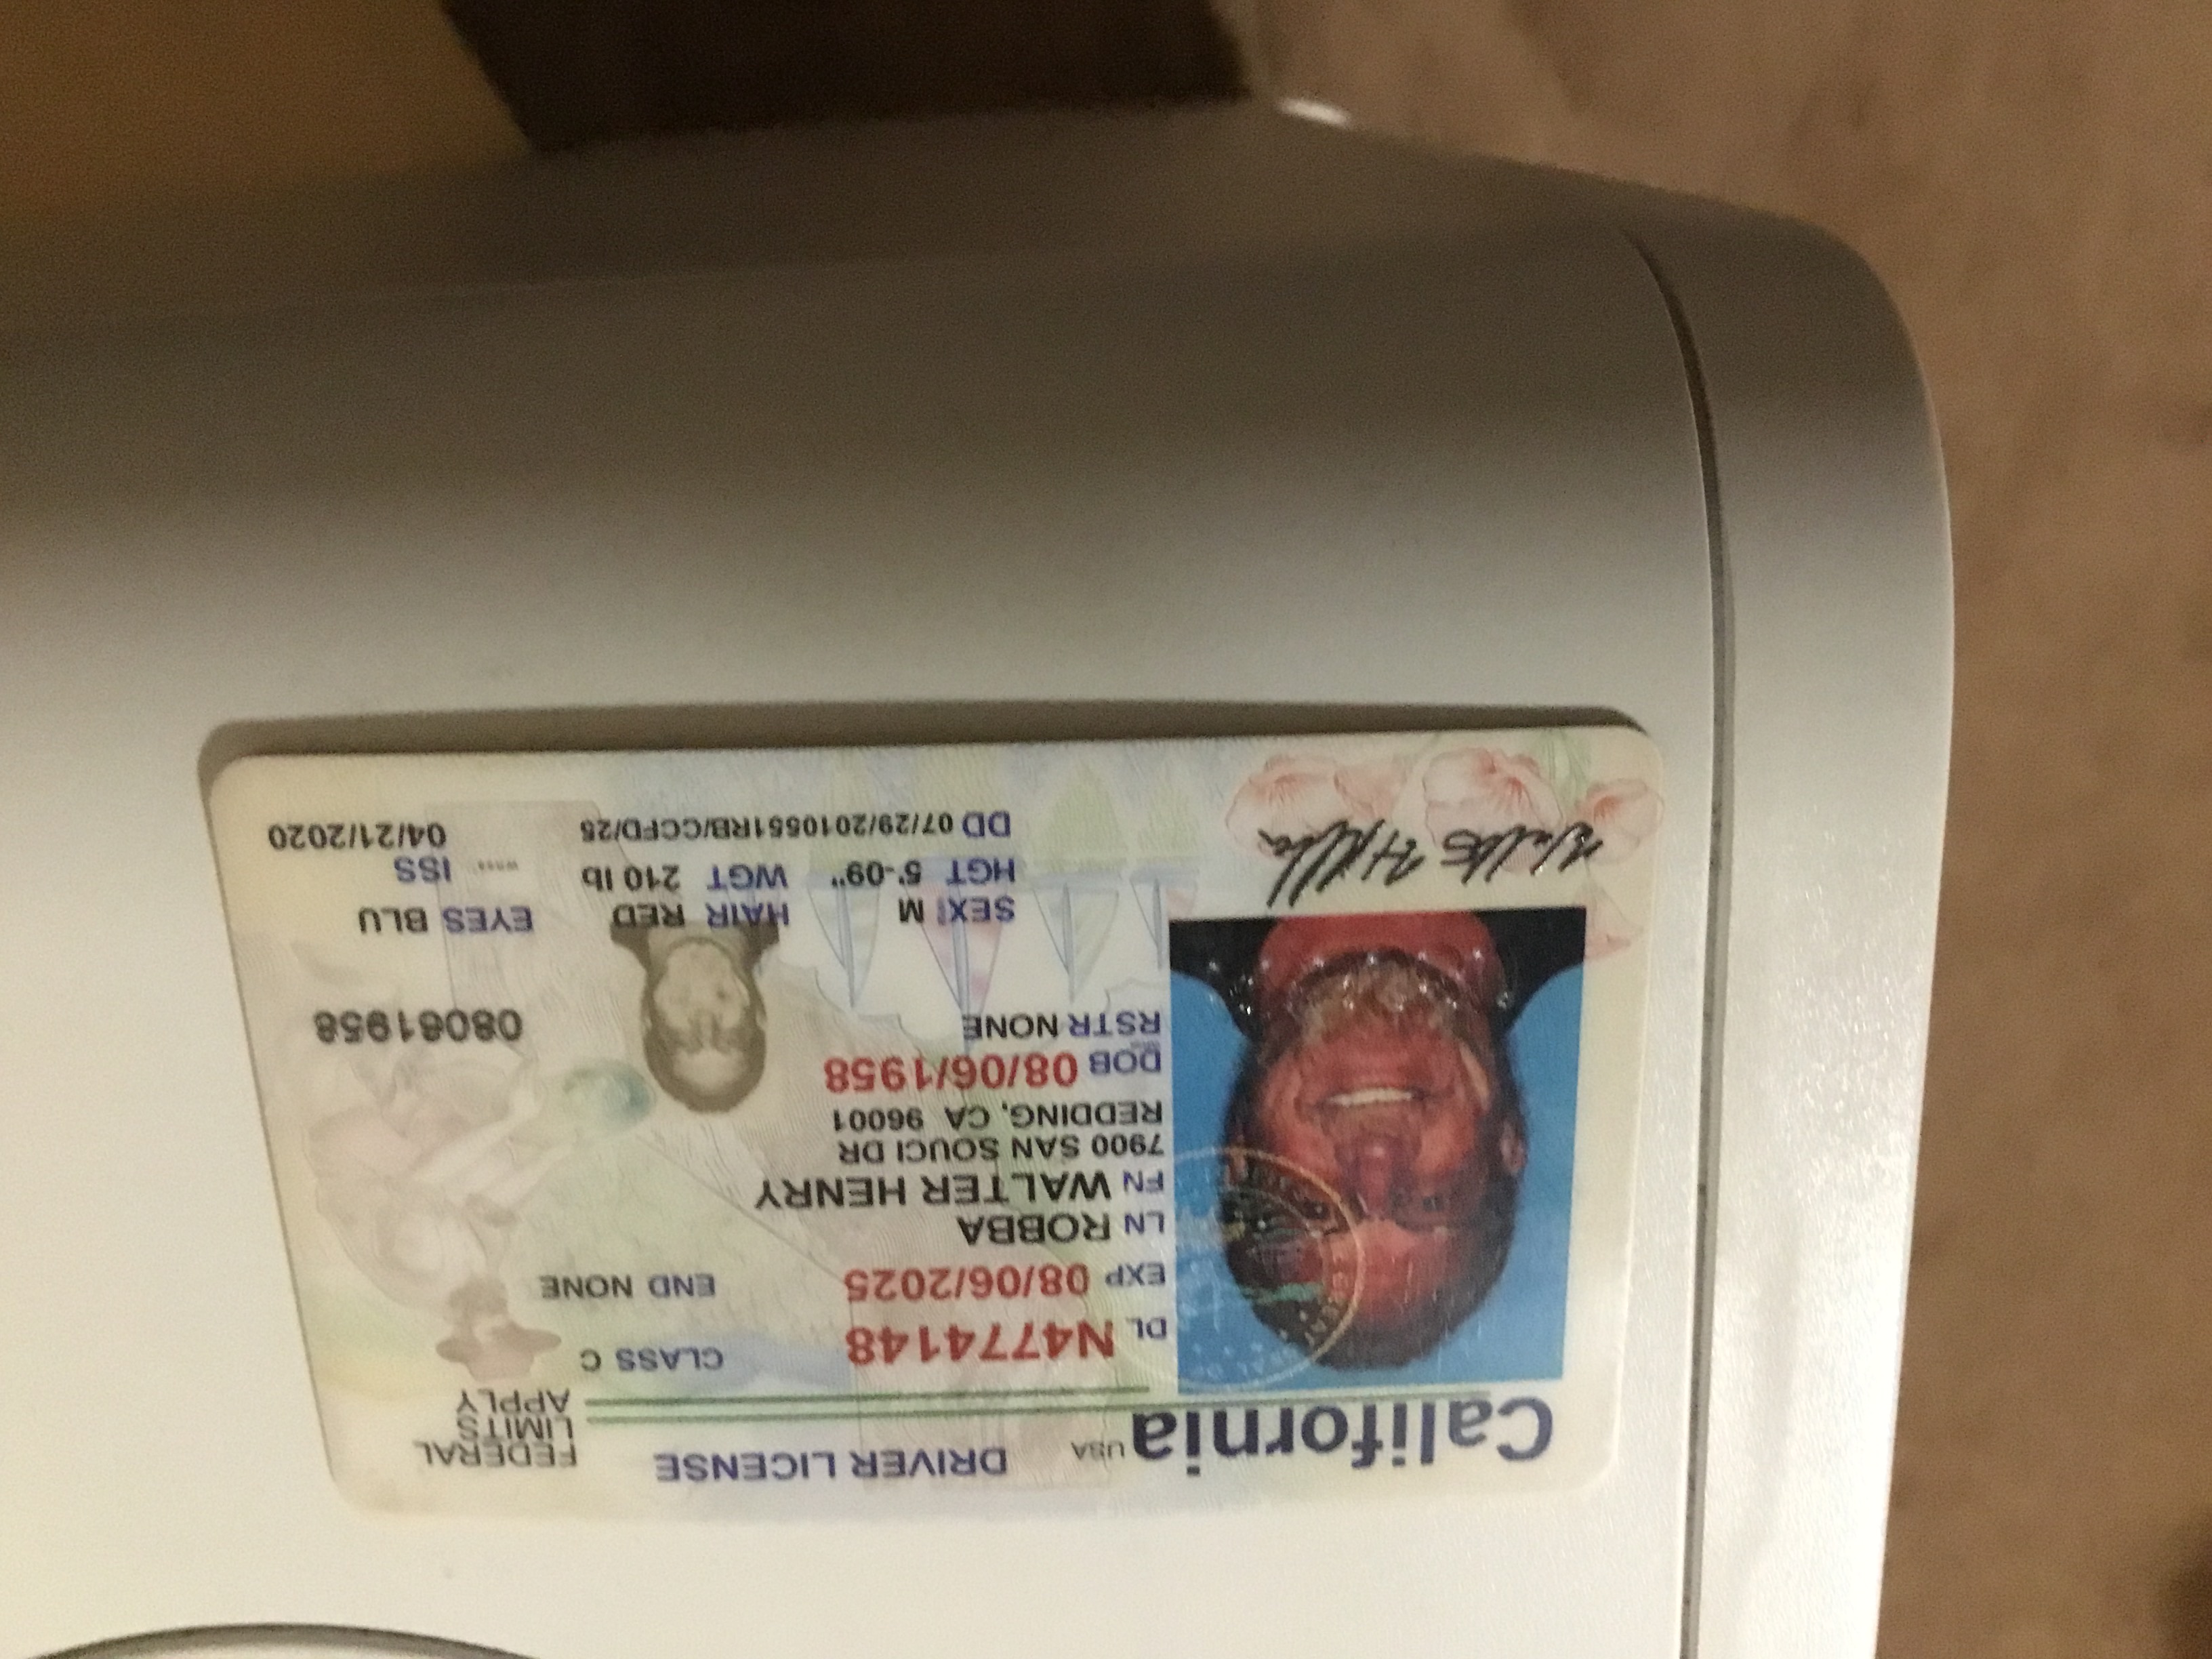 California USA DRIVER LICENSE
FEDERAL
LIMITS
APPLY
DL N4774148
CLASS C
EXP 08/06/2025
END NONE
LN ROBBA
FN WALTER HENRY
7900 SAN SOUCI DR
REDDING, CA 96001
DOB 08/06/1958
RSTR NONE
08061958
SEX M
HAIR RED
EYES BLU
HGT 5'-09"
WGT 210 lb
ISS
DD 07/29/2010551RB/CCFD/25
04/21/2020